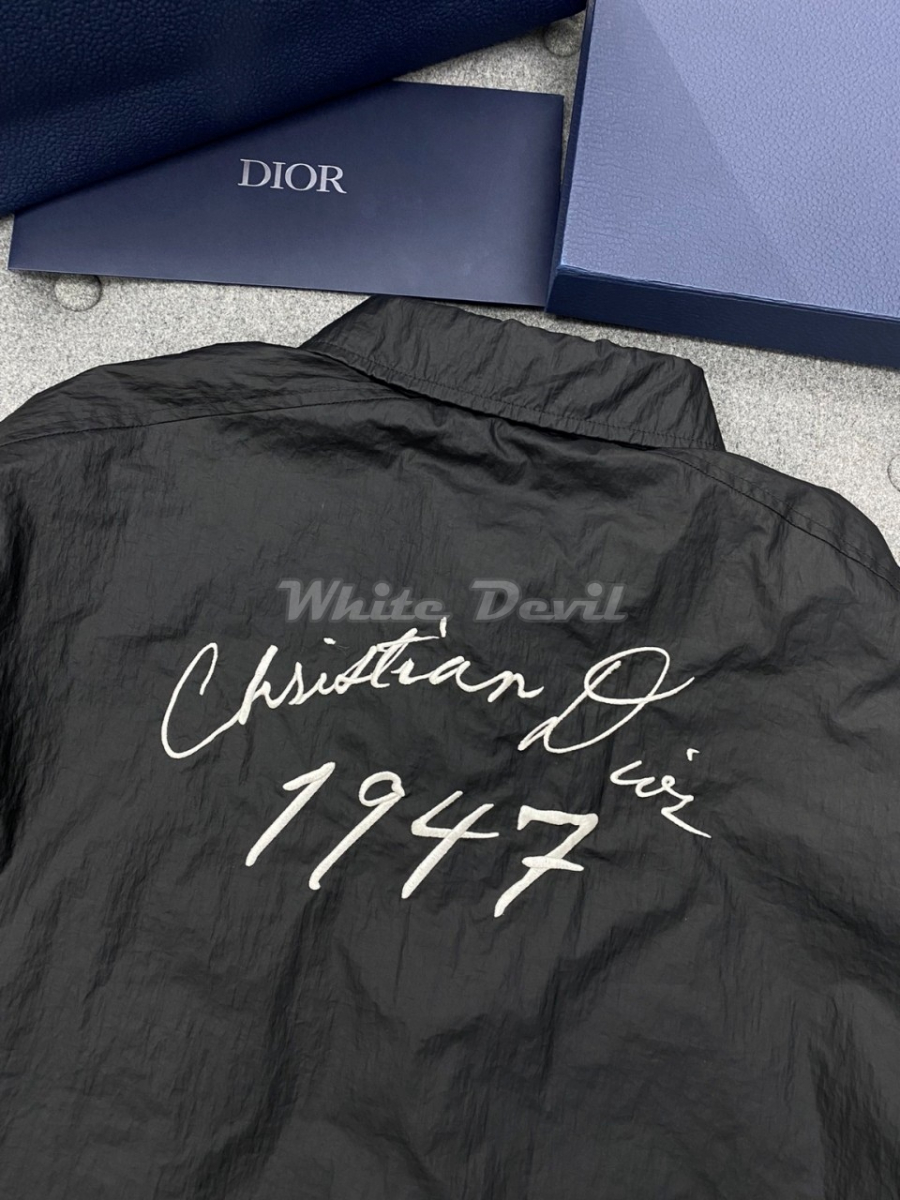 DIOR
White Devil
Christian Dior
1947